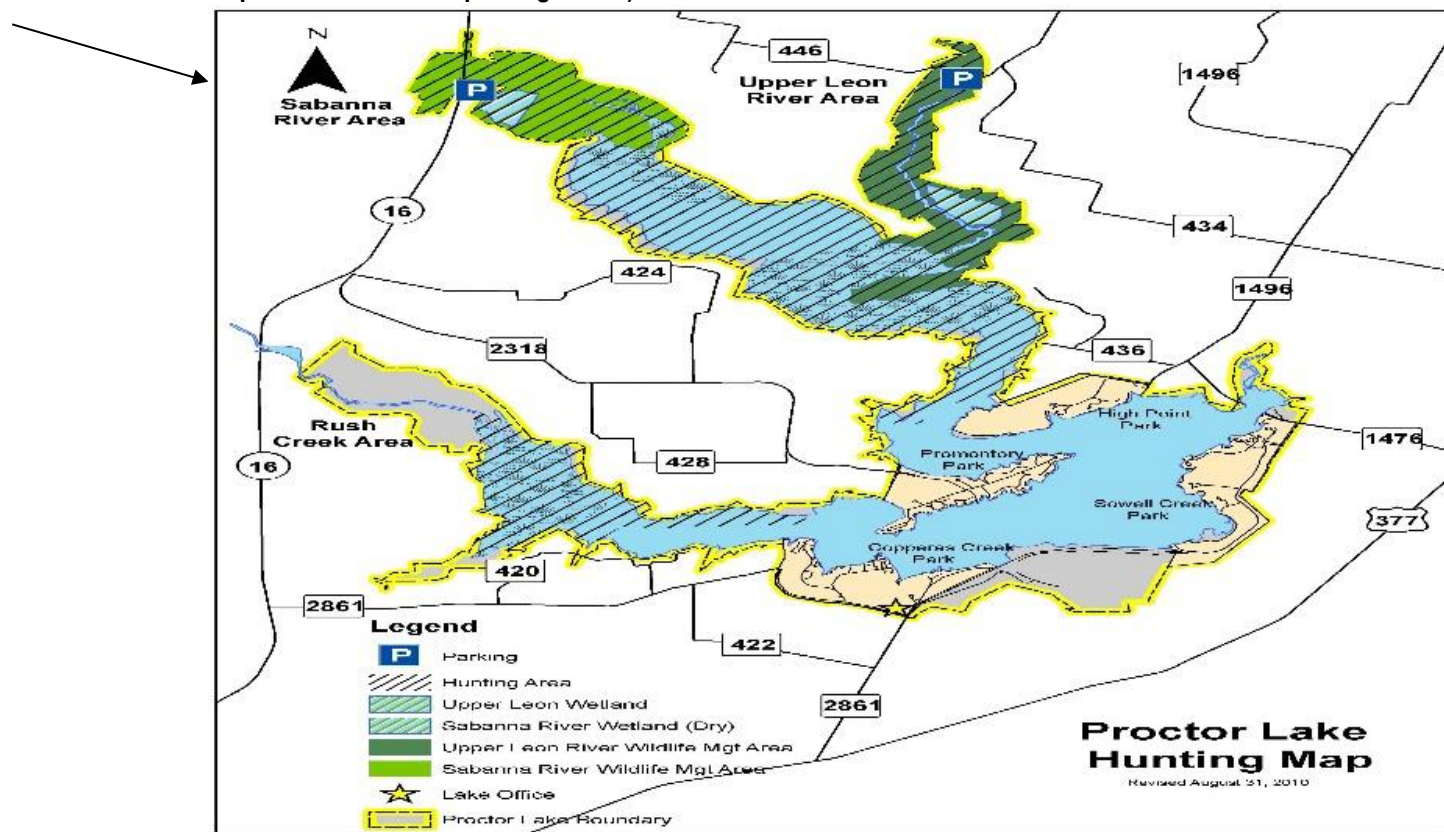 N
Sabanna
River Area
446
Upper Leon
River Area
1496
P
P
16
434
424
1496
2318
436
Rush
Creek Area
High Point
Park
1476
16
428
Promontory
Park
Sowell Creek
Park
377
Copperas Creek
Park
420
2861
422
2861
Legend
P Parking
Hunting Area
Upper Leon Wetland
Sabanna River Wetland (Dry)
Upper Leon River Wildlife Mgt Area
Sabanna River Wildlife Mgt Area
Lake Office
Proctor Lake Boundary
Proctor Lake
Hunting Map
Revised August 31, 2010